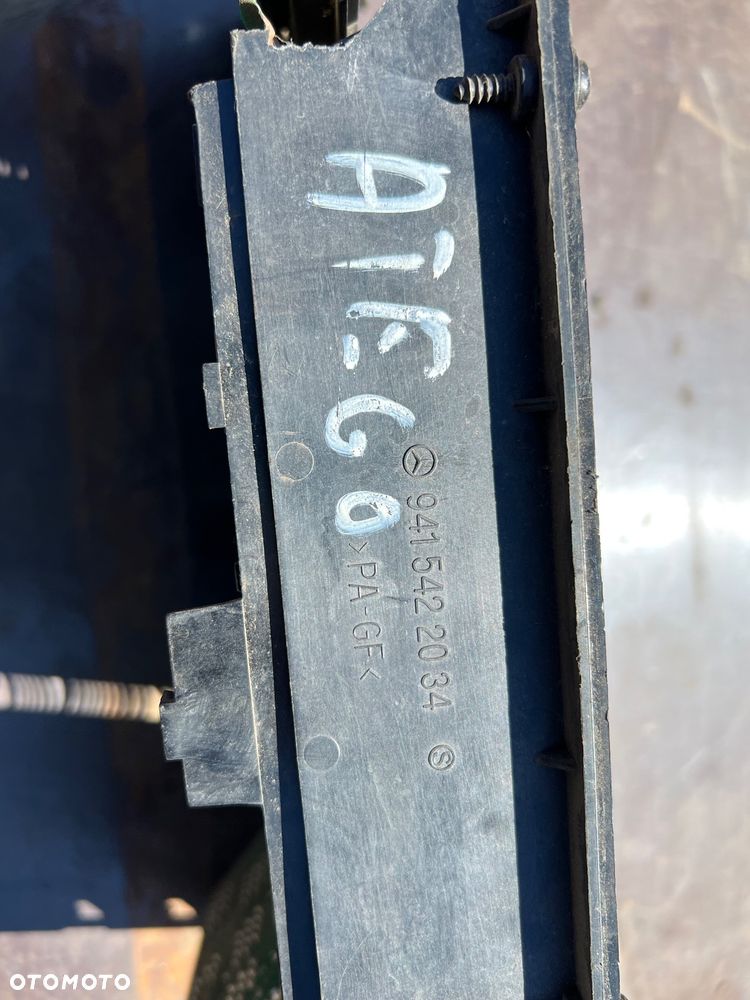 ATEGO
941 542 20 34 S
>PA-GF<
OTOMOTO